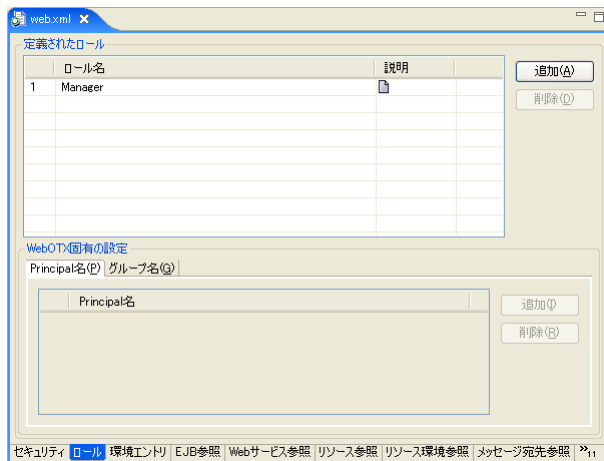 web.xml
定義されたロール
ロール名 説明
追加(A)
1 Manager
削除(D)
WebOTX固有の設定
Principal名(P) グループ名(G)
Principal名
追加(I)
削除(R)
セキュリティ ロール 環境エントリ EJB参照 Webサービス参照 リソース参照 リソース環境参照 メッセージ宛先参照 »11